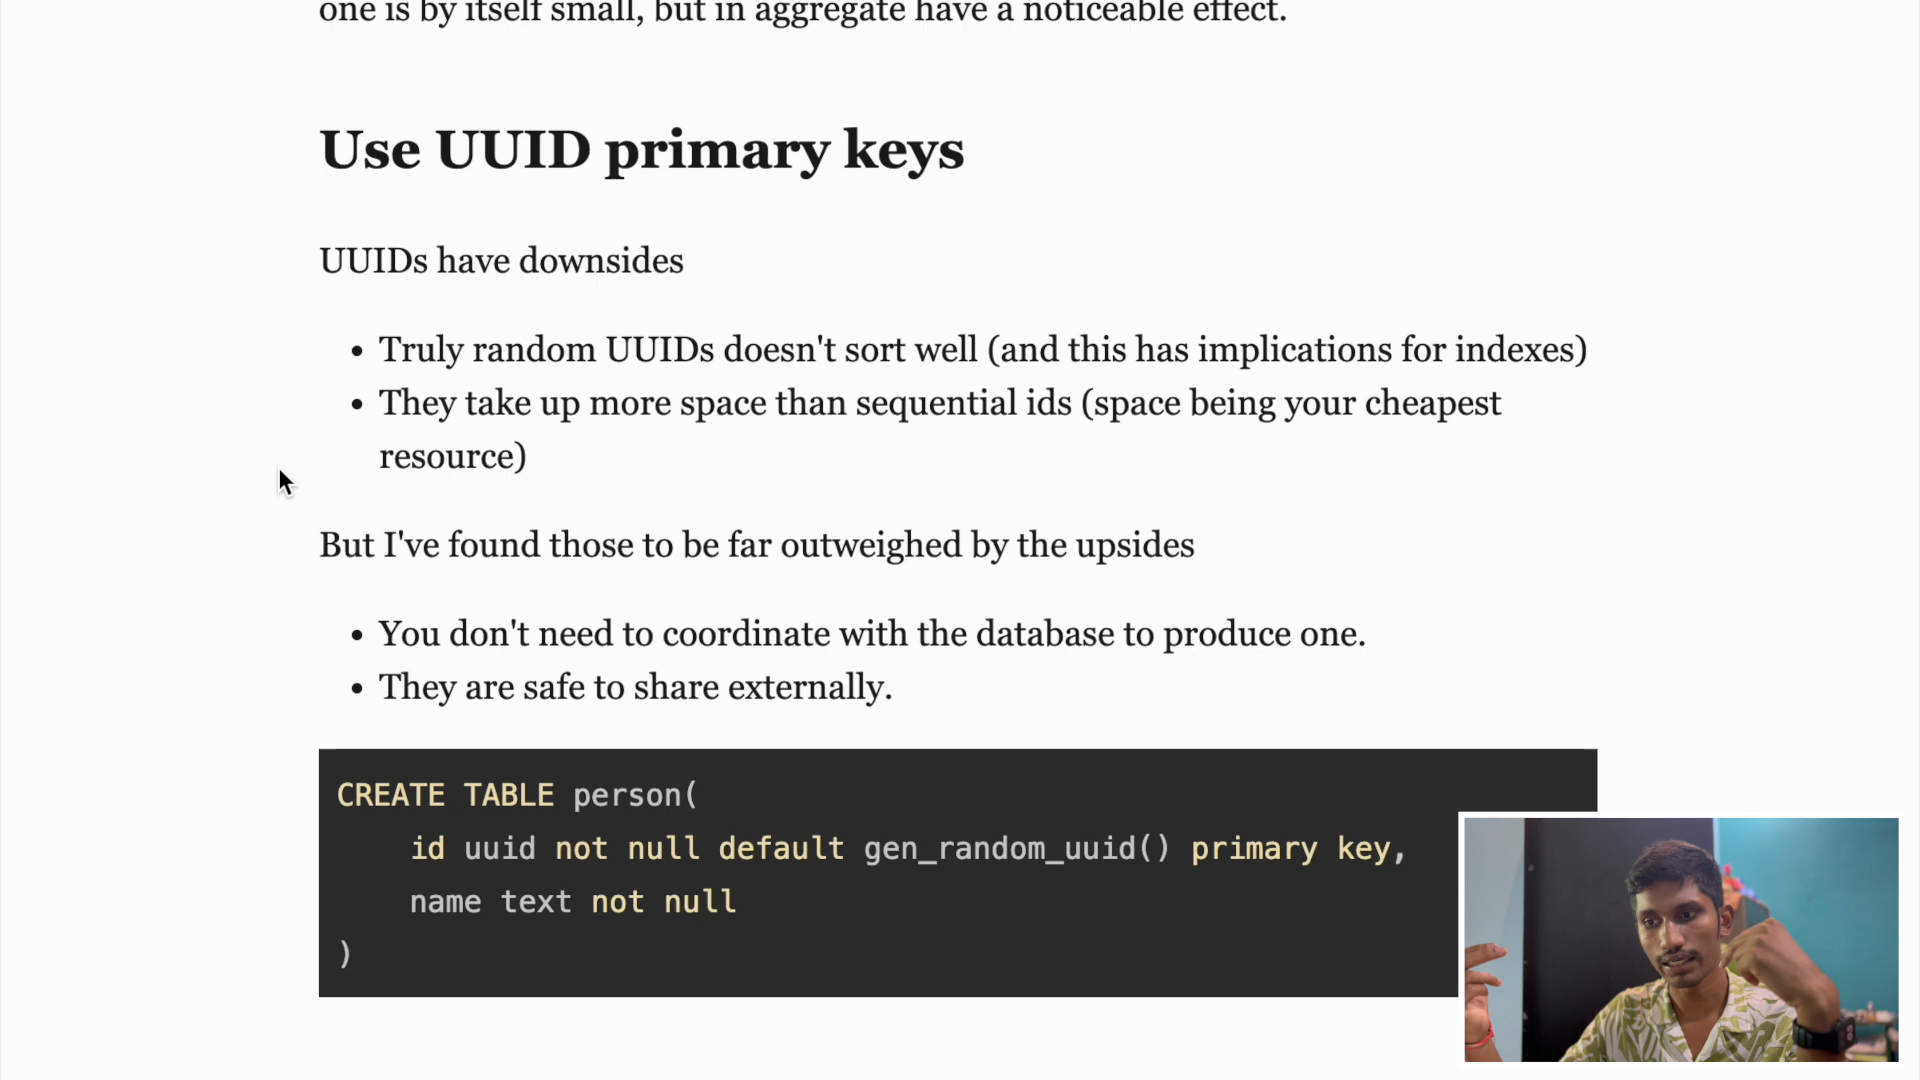 one is by itself small, but in aggregate have a noticeable effect.
Use UUID primary keys
UUIDs have downsides
• Truly random UUIDs doesn't sort well (and this has implications for indexes)
• They take up more space than sequential ids (space being your cheapest
resource)
But I've found those to be far outweighed by the upsides
• You don't need to coordinate with the database to produce one.
• They are safe to share externally.
CREATE TABLE person(
    id uuid not null default gen_random_uuid() primary key,
    name text not null
)